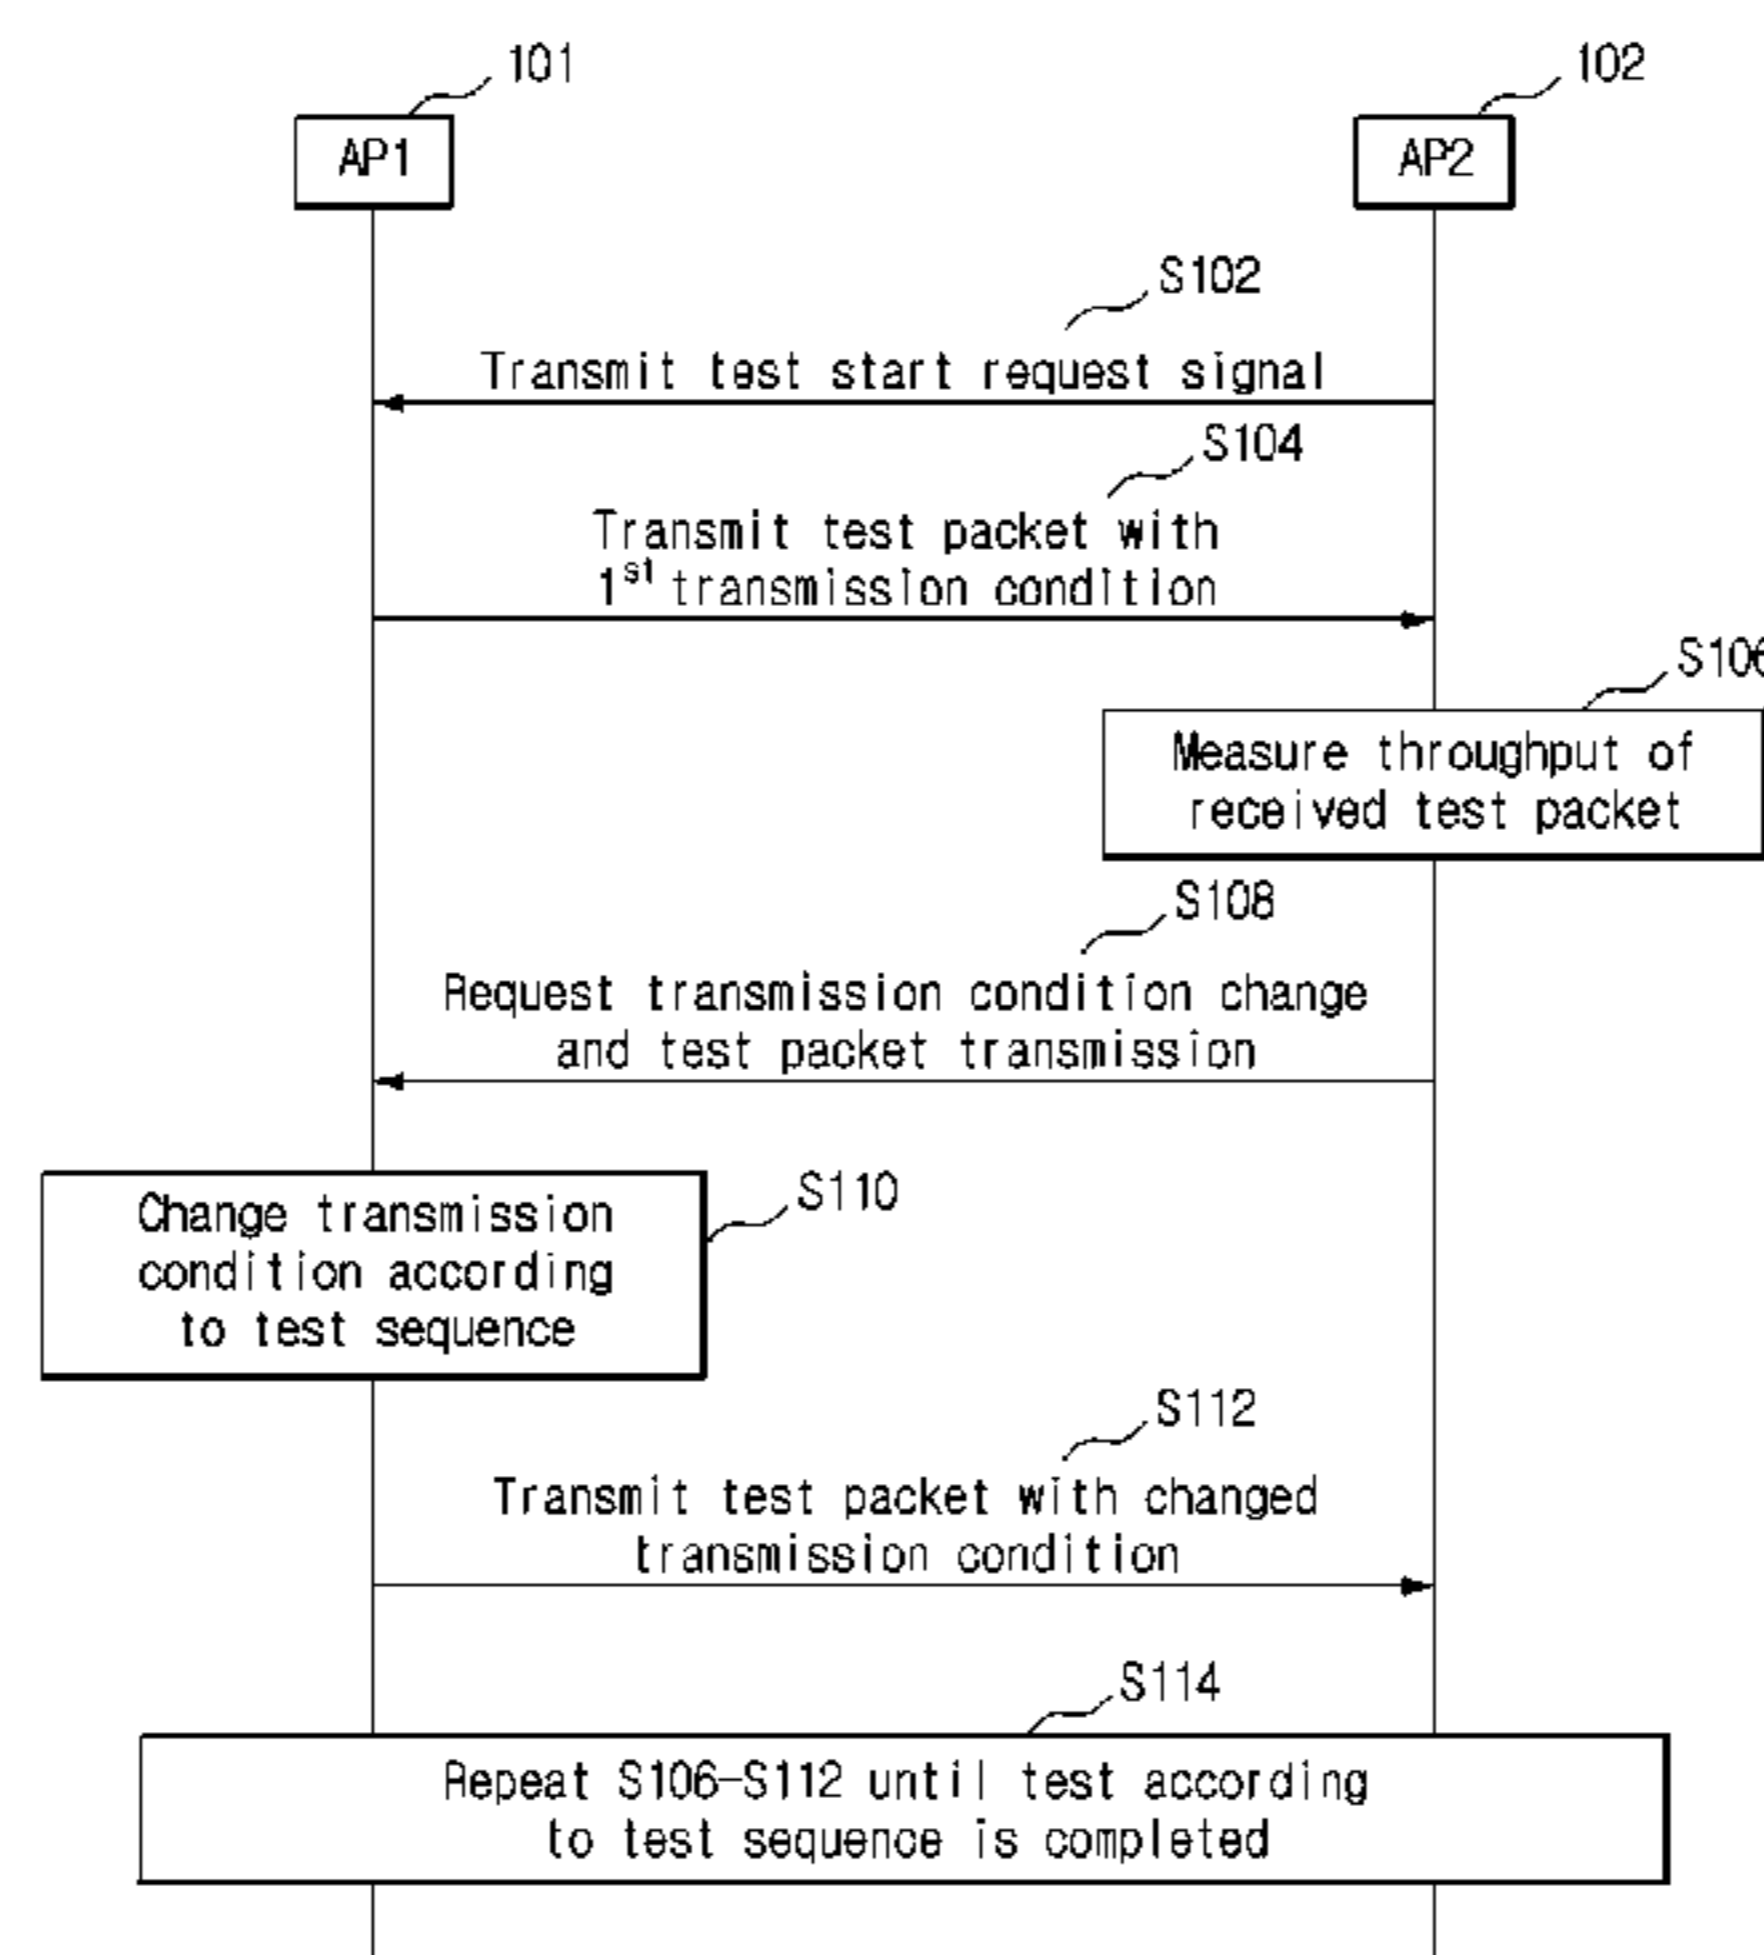 101
102
AP1
AP2
S102
Transmit test start request signal
S104
Transmit test packet with
1st transmission condition
S106
Measure throughput of
received test packet
S108
Request transmission condition change
and test packet transmission
S110
Change transmission
condition according
to test sequence
S112
Transmit test packet with changed
transmission condition
S114
Repeat S106-S112 until test according
to test sequence is completed